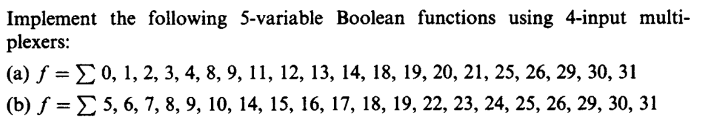 Implement the following 5-variable Boolean functions using 4-input multi-
plexers:
(a) f = ∑ 0, 1, 2, 3, 4, 8, 9, 11, 12, 13, 14, 18, 19, 20, 21, 25, 26, 29, 30, 31
(b) f = ∑ 5, 6, 7, 8, 9, 10, 14, 15, 16, 17, 18, 19, 22, 23, 24, 25, 26, 29, 30, 31